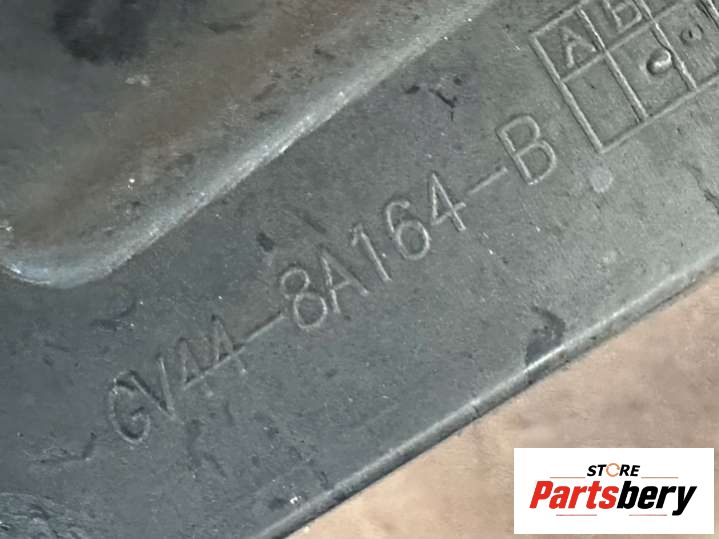 A B
GV44-8A164-B
STORE
Partsbery